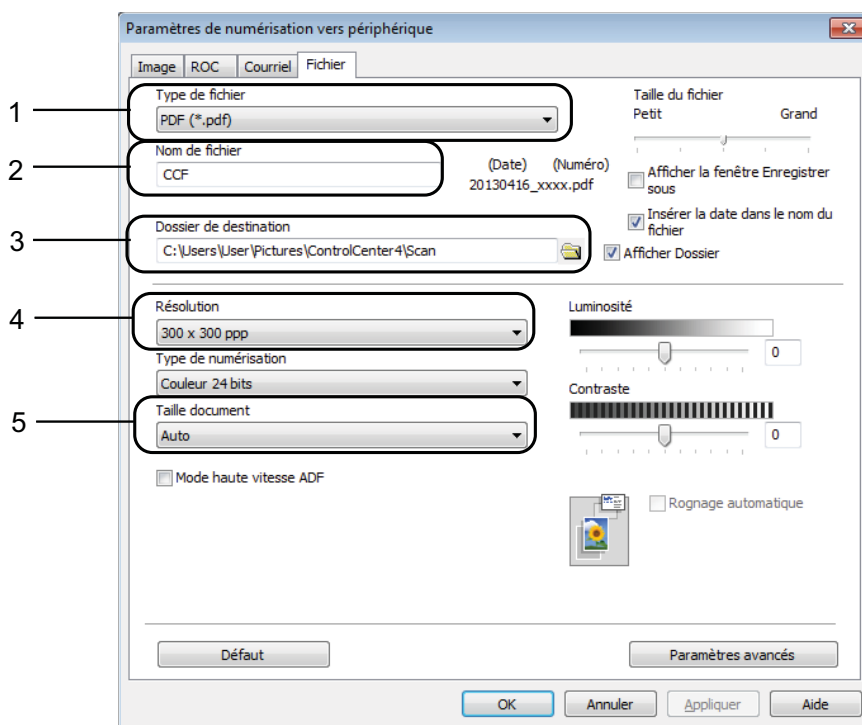 Paramètres de numérisation vers périphérique
Image ROC Courriel Fichier
1
Type de fichier
PDF (*.pdf)
Taille du fichier
Petit Grand
2
Nom de fichier
CCF
(Date) (Numéro)
20130416_xxxx.pdf
Afficher la fenêtre Enregistrer
sous
Insérer la date dans le nom du
fichier
3
Dossier de destination
C:\Users\User\Pictures\ControlCenter4\Scan
Afficher Dossier
4
Résolution
300 x 300 ppp
Luminosité
0
Type de numérisation
Couleur 24 bits
Contraste
0
5
Taille document
Auto
Mode haute vitesse ADF
Rognage automatique
Défaut
Paramètres avancés
OK Annuler Appliquer Aide